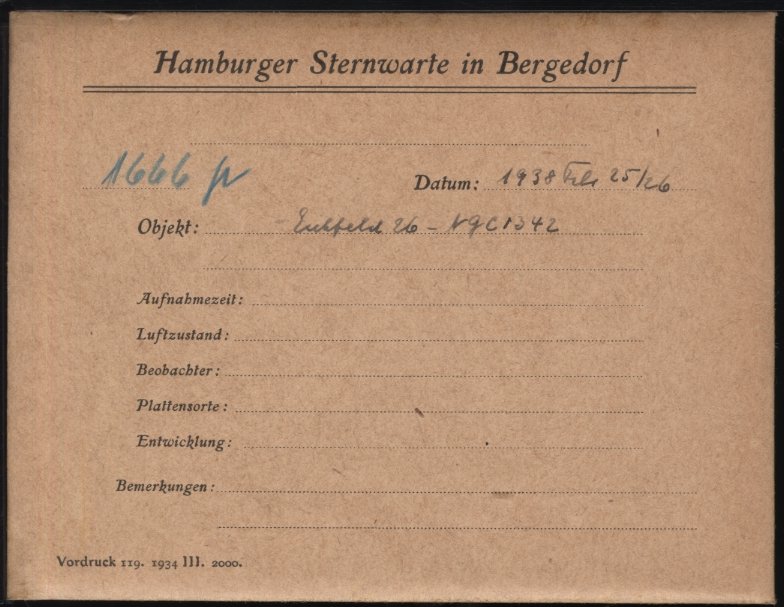 Hamburger Sternwarte in Bergedorf
1666
Datum: 1938 Feb 25/26
Objekt: Eichfeld 26 - NGC 1342
Aufnahmezeit:
Luftzustand:
Beobachter:
Plattensorte:
Entwicklung:
Bemerkungen:
Vordruck 119. 1934 III. 2000.